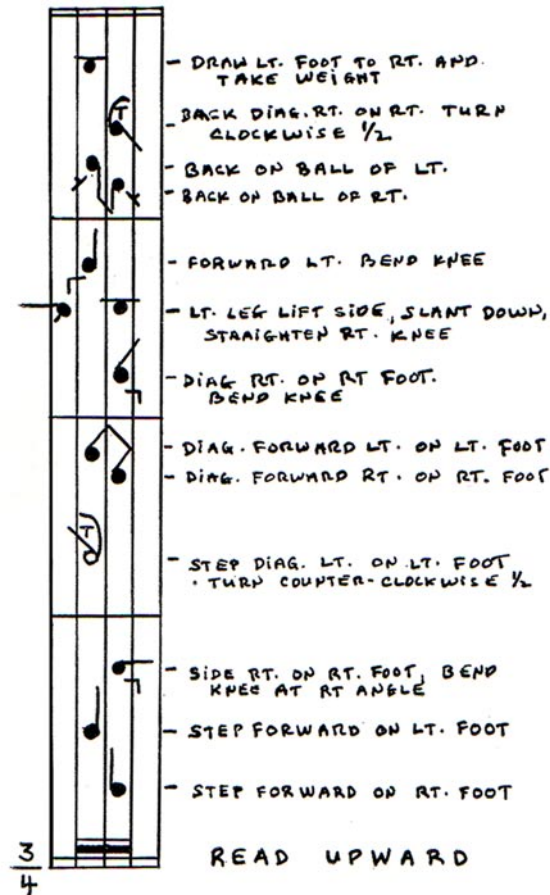 - DRAW LT. FOOT TO RT. AND
TAKE WEIGHT
- BACK DIAG. RT. ON RT. TURN
CLOCKWISE 1/2
- BACK ON BALL OF LT.
- BACK ON BALL OF RT.
- FORWARD LT. BEND KNEE
- LT. LEG LIFT SIDE, SLANT DOWN,
STRAIGHTEN RT. KNEE
- DIAG RT. ON RT FOOT.
BEND KNEE
- DIAG. FORWARD LT. ON LT. FOOT
- DIAG. FORWARD RT. ON RT. FOOT
T
- STEP DIAG. LT. ON LT. FOOT
. TURN COUNTER-CLOCKWISE 1/2
- SIDE RT. ON RT. FOOT, BEND
KNEE AT RT ANGLE
- STEP FORWARD ON LT. FOOT
- STEP FORWARD ON RT. FOOT
3/4 READ UPWARD